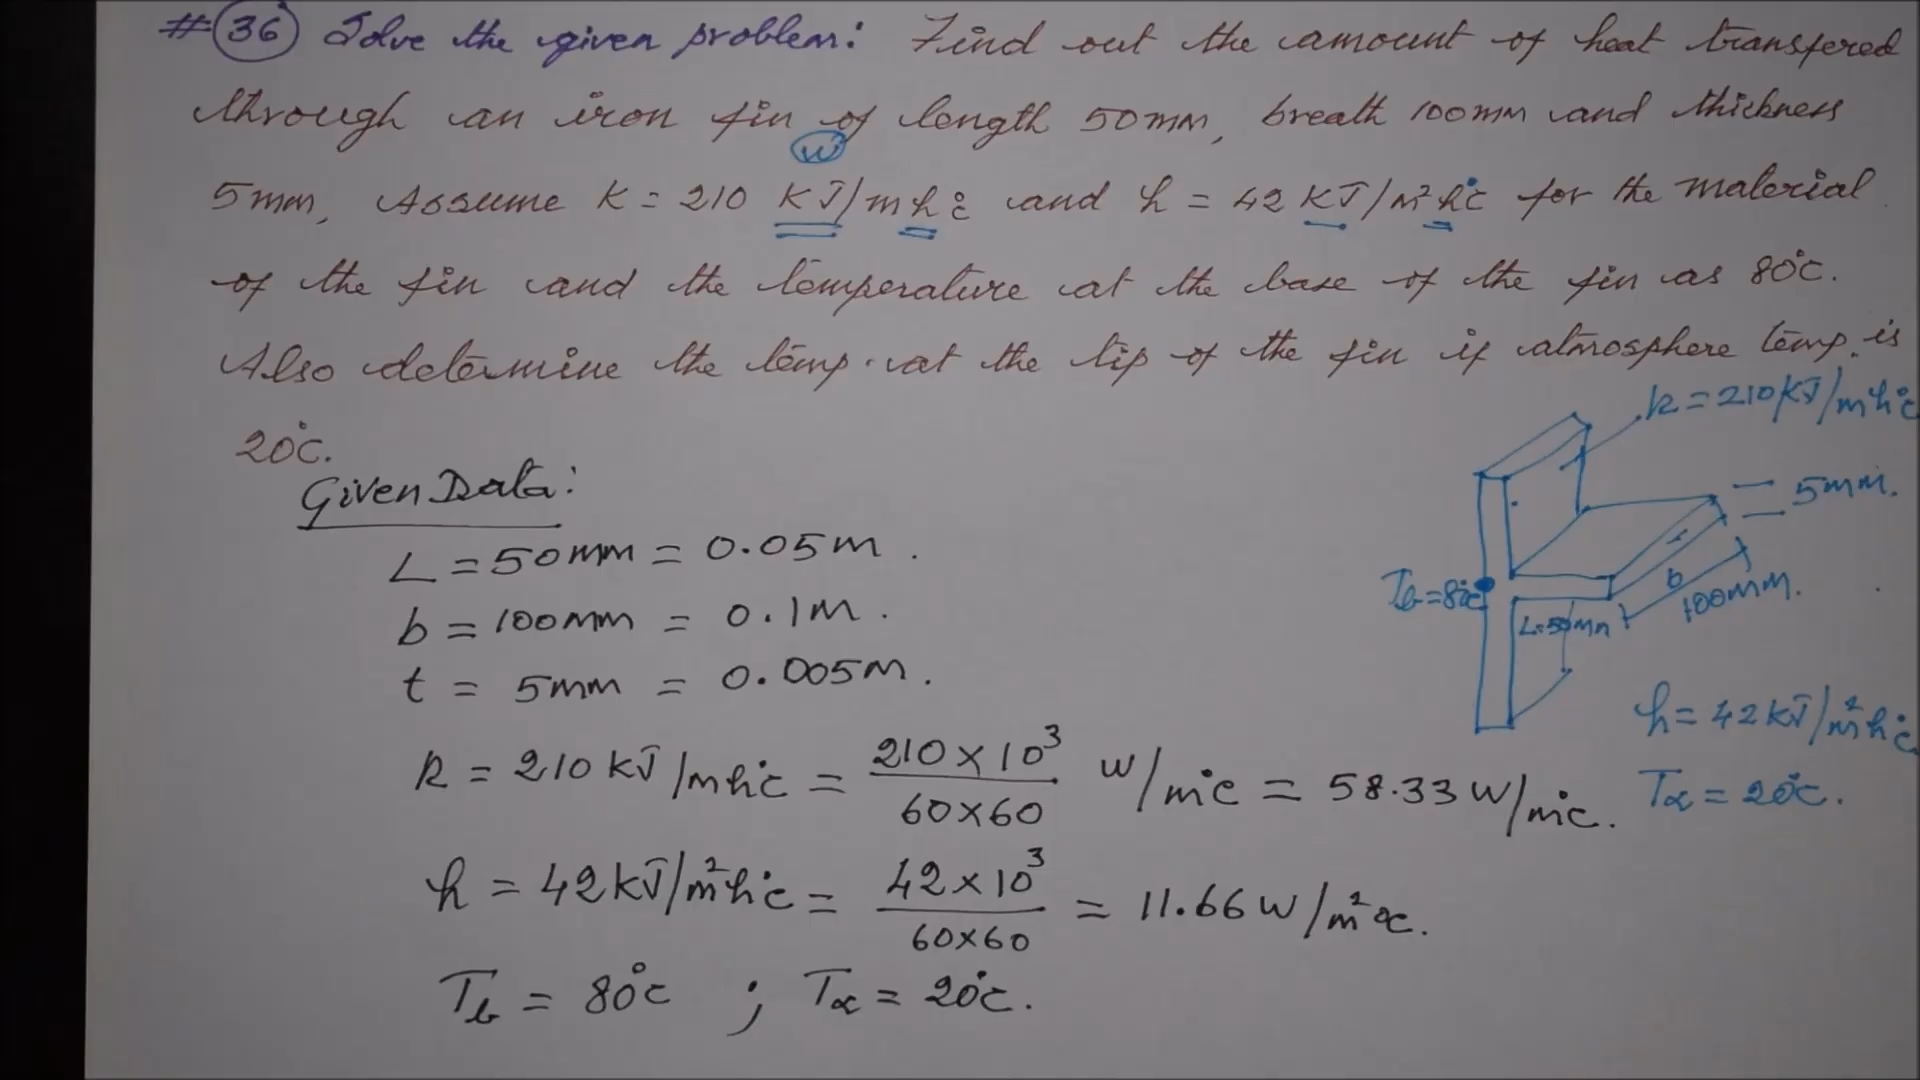 #36 Solve the given problem: Find out the amount of heat transfered
through an iron fin of length 50mm, breath 100mm and thickness
w
5mm, Assume K = 210 KJ/mh°c and h = 42 KJ/m²h°c for the material
of the fin and the temperature at the base of the fin as 80°c.
Also determine the temp. at the tip of the fin if atmosphere temp. is
20°c.
k = 210 KJ/mh°c
5mm.
Tb = 80°c
L=50mm
b
100mm.
h = 42 kJ/m²h°c
T∝ = 20°c.
Given Data:
L = 50mm = 0.05m.
b = 100mm = 0.1m.
t = 5mm = 0.005m.
k = 210 kJ/mh°c = 210×10³ / 60×60 w/m°c = 58.33 w/m°c.
h = 42 kJ/m²h°c = 42×10³ / 60×60 = 11.66 w/m²°c.
Tb = 80°c ; T∝ = 20°c.